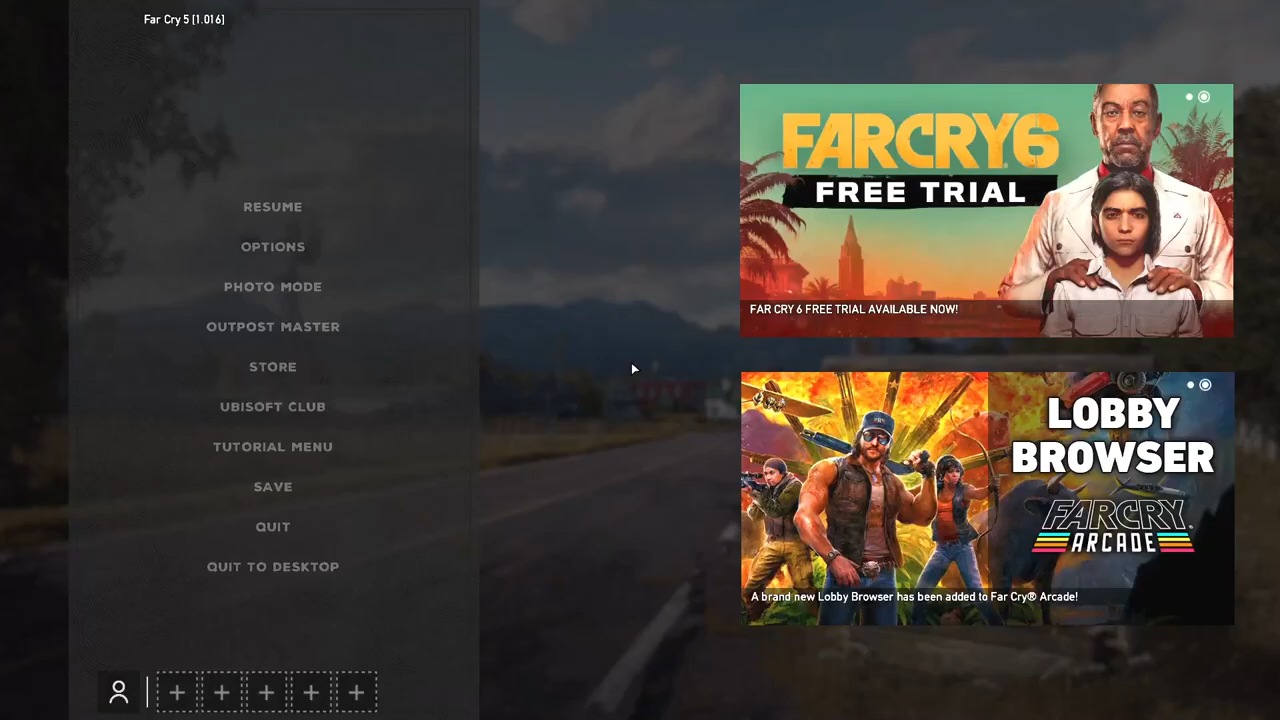 Far Cry 5 [1.016]
RESUME
OPTIONS
PHOTO MODE
OUTPOST MASTER
STORE
UBISOFT CLUB
TUTORIAL MENU
SAVE
QUIT
QUIT TO DESKTOP
FARCRY6
FREE TRIAL
FAR CRY 6 FREE TRIAL AVAILABLE NOW!
LOBBY
BROWSER
FARCRY
ARCADE
A brand new Lobby Browser has been added to Far Cry® Arcade!